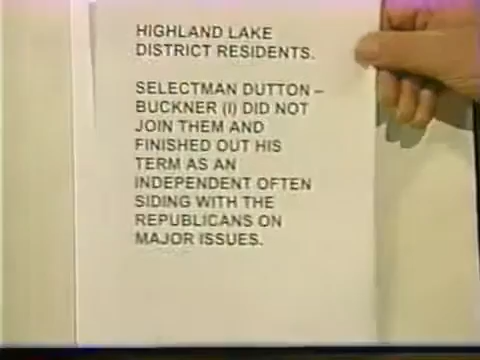 HIGHLAND LAKE
DISTRICT RESIDENTS.
SELECTMAN DUTTON –
BUCKNER (I) DID NOT
JOIN THEM AND
FINISHED OUT HIS
TERM AS AN
INDEPENDENT OFTEN
SIDING WITH THE
REPUBLICANS ON
MAJOR ISSUES.